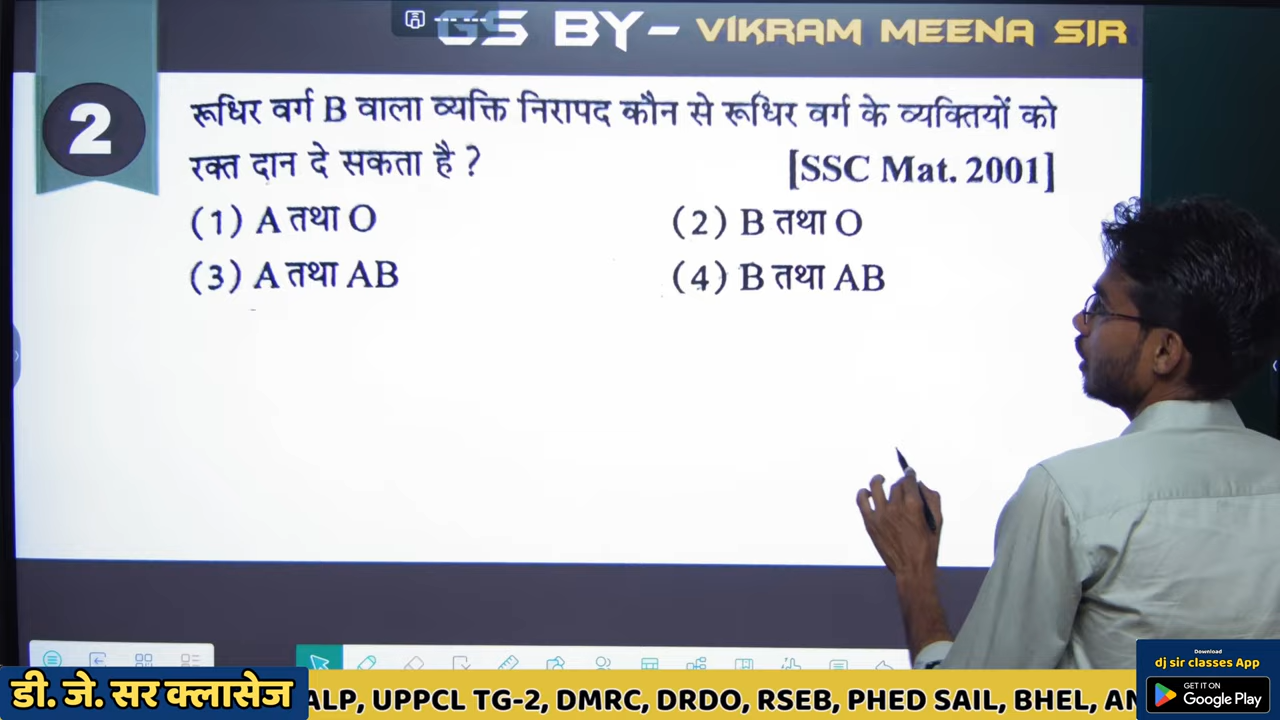 GS BY- VIKRAM MEENA SIR
2
रूधिर वर्ग B वाला व्यक्ति निरापद कौन से रूधिर वर्ग के व्यक्तियों को
रक्त दान दे सकता है ?
[SSC Mat. 2001]
(1) A तथा O
(2) B तथा O
(3) A तथा AB
(4) B तथा AB
Download
dj sir classes App
GET IT ON
Google Play
डी. जे. सर क्लासेज
ALP, UPPCL TG-2, DMRC, DRDO, RSEB, PHED SAIL, BHEL,